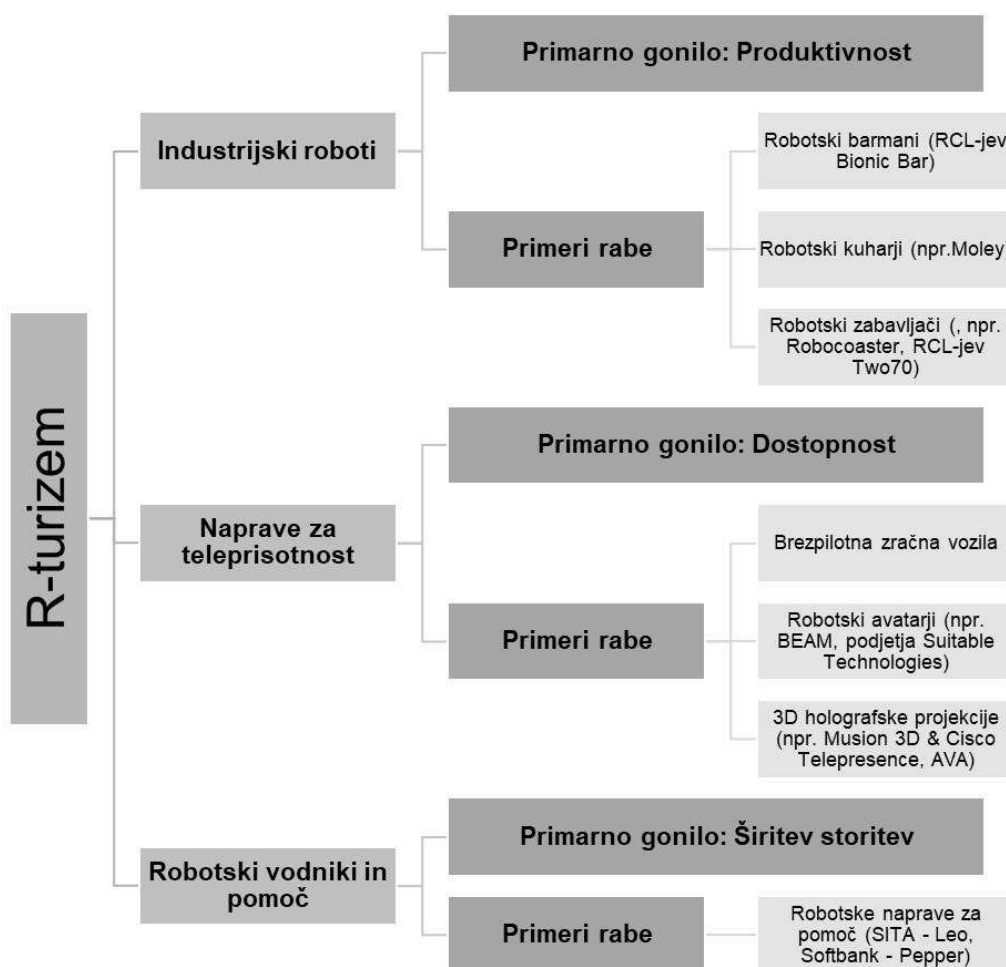 R-turizem
Industrijski roboti
Primarno gonilo: Produktivnost
Primeri rabe
Robotski barmani (RCL-jev
Bionic Bar)
Robotski kuharji (npr.Moley
Robotski zabavljači (, npr.
Robocoaster, RCL-jev
Two70)
Naprave za
teleprisotnost
Primarno gonilo: Dostopnost
Primeri rabe
Brezpilotna zračna vozila
Robotski avatarji (npr.
BEAM, podjetja Suitable
Technologies)
3D holografske projekcije
(npr. Musion 3D & Cisco
Telepresence, AVA)
Robotski vodniki in
pomoč
Primarno gonilo: Širitev storitev
Primeri rabe
Robotske naprave za
pomoč (SITA - Leo,
Softbank - Pepper)